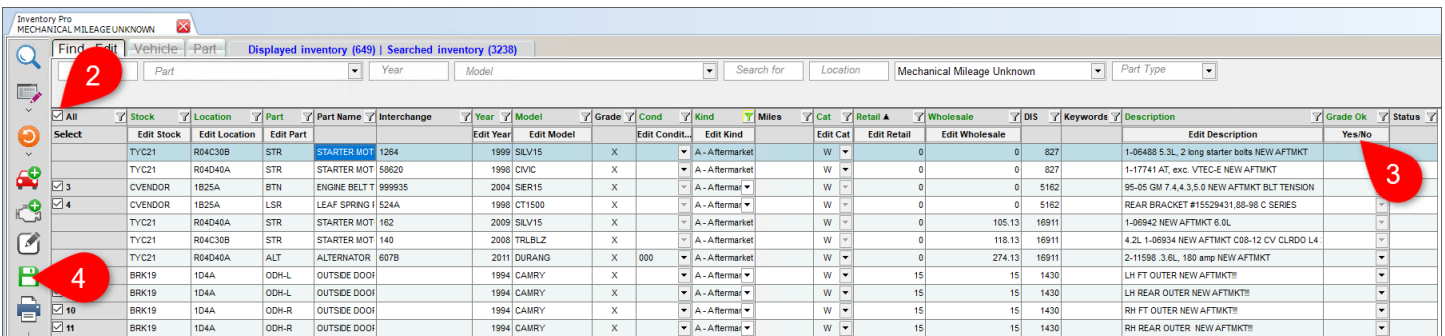 Inventory Pro
MECHANICAL MILEAGE UNKNOWN
Find Edit Vehicle Part Displayed inventory (649) | Searched inventory (3238)
2 Part Year Model Search for Location Mechanical Mileage Unknown Part Type
All Stock Location Part Part Name Interchange Year Model Grade Cond Kind Miles Cat Retail Wholesale DIS Keywords Description Grade Ok Status
Select Edit Stock Edit Location Edit Part Edit Year Edit Model Edit Condit... Edit Kind Edit Cat Edit Retail Edit Wholesale Edit Description Yes/No
TYC21 R04C30B STR STARTER MOT 1264 1999 SILV15 X A - Aftermarket W 0 0 827 1-06488 5.3L, 2 long starter bolts NEW AFTMKT
TYC21 R04D40A STR STARTER MOT 58620 1998 CIVIC X A - Aftermarket W 0 0 827 1-17741 AT, exc. VTEC-E NEW AFTMKT
3 CVENDOR 1B25A BTN ENGINE BELT T 999935 2004 SIER15 X A - Aftermar W 0 0 5162 95-05 GM 7.4,4.3,5.0 NEW AFTMKT BLT TENSION 3
4 CVENDOR 1B25A LSR LEAF SPRING F 524A 1998 CT1500 X A - Aftermar W 0 0 5162 REAR BRACKET #15529431,88-98 C SERIES
TYC21 R04D40A STR STARTER MOT 162 2009 SILV15 X A - Aftermarket W 0 105.13 16911 1-06942 NEW AFTMKT 6.0L
TYC21 R04C30B STR STARTER MOT 140 2008 TRLBLZ X A - Aftermarket W 0 118.13 16911 4.2L 1-06934 NEW AFTMKT C08-12 CV CLRDO L4
TYC21 R04D40A ALT ALTERNATOR 607B 2011 DURANG X 000 A - Aftermarket W 0 274.13 16911 2-11598 .3.6L, 180 amp NEW AFTMKT
4 BRK19 1D4A ODH-L OUTSIDE DOOF 1994 CAMRY X A - Aftermar W 15 15 1430 LH FT OUTER NEW AFTMKT!!!
BRK19 1D4A ODH-L OUTSIDE DOOF 1994 CAMRY X A - Aftermar W 15 15 1430 LH REAR OUTER NEW AFTMKT!!!
10 BRK19 1D4A ODH-R OUTSIDE DOOF 1994 CAMRY X A - Aftermar W 15 15 1430 RH FT OUTER NEW AFTMKT!!!
11 BRK19 1D4A ODH-R OUTSIDE DOOF 1994 CAMRY X A - Aftermar W 15 15 1430 RH REAR OUTER NEW AFTMKT!!!